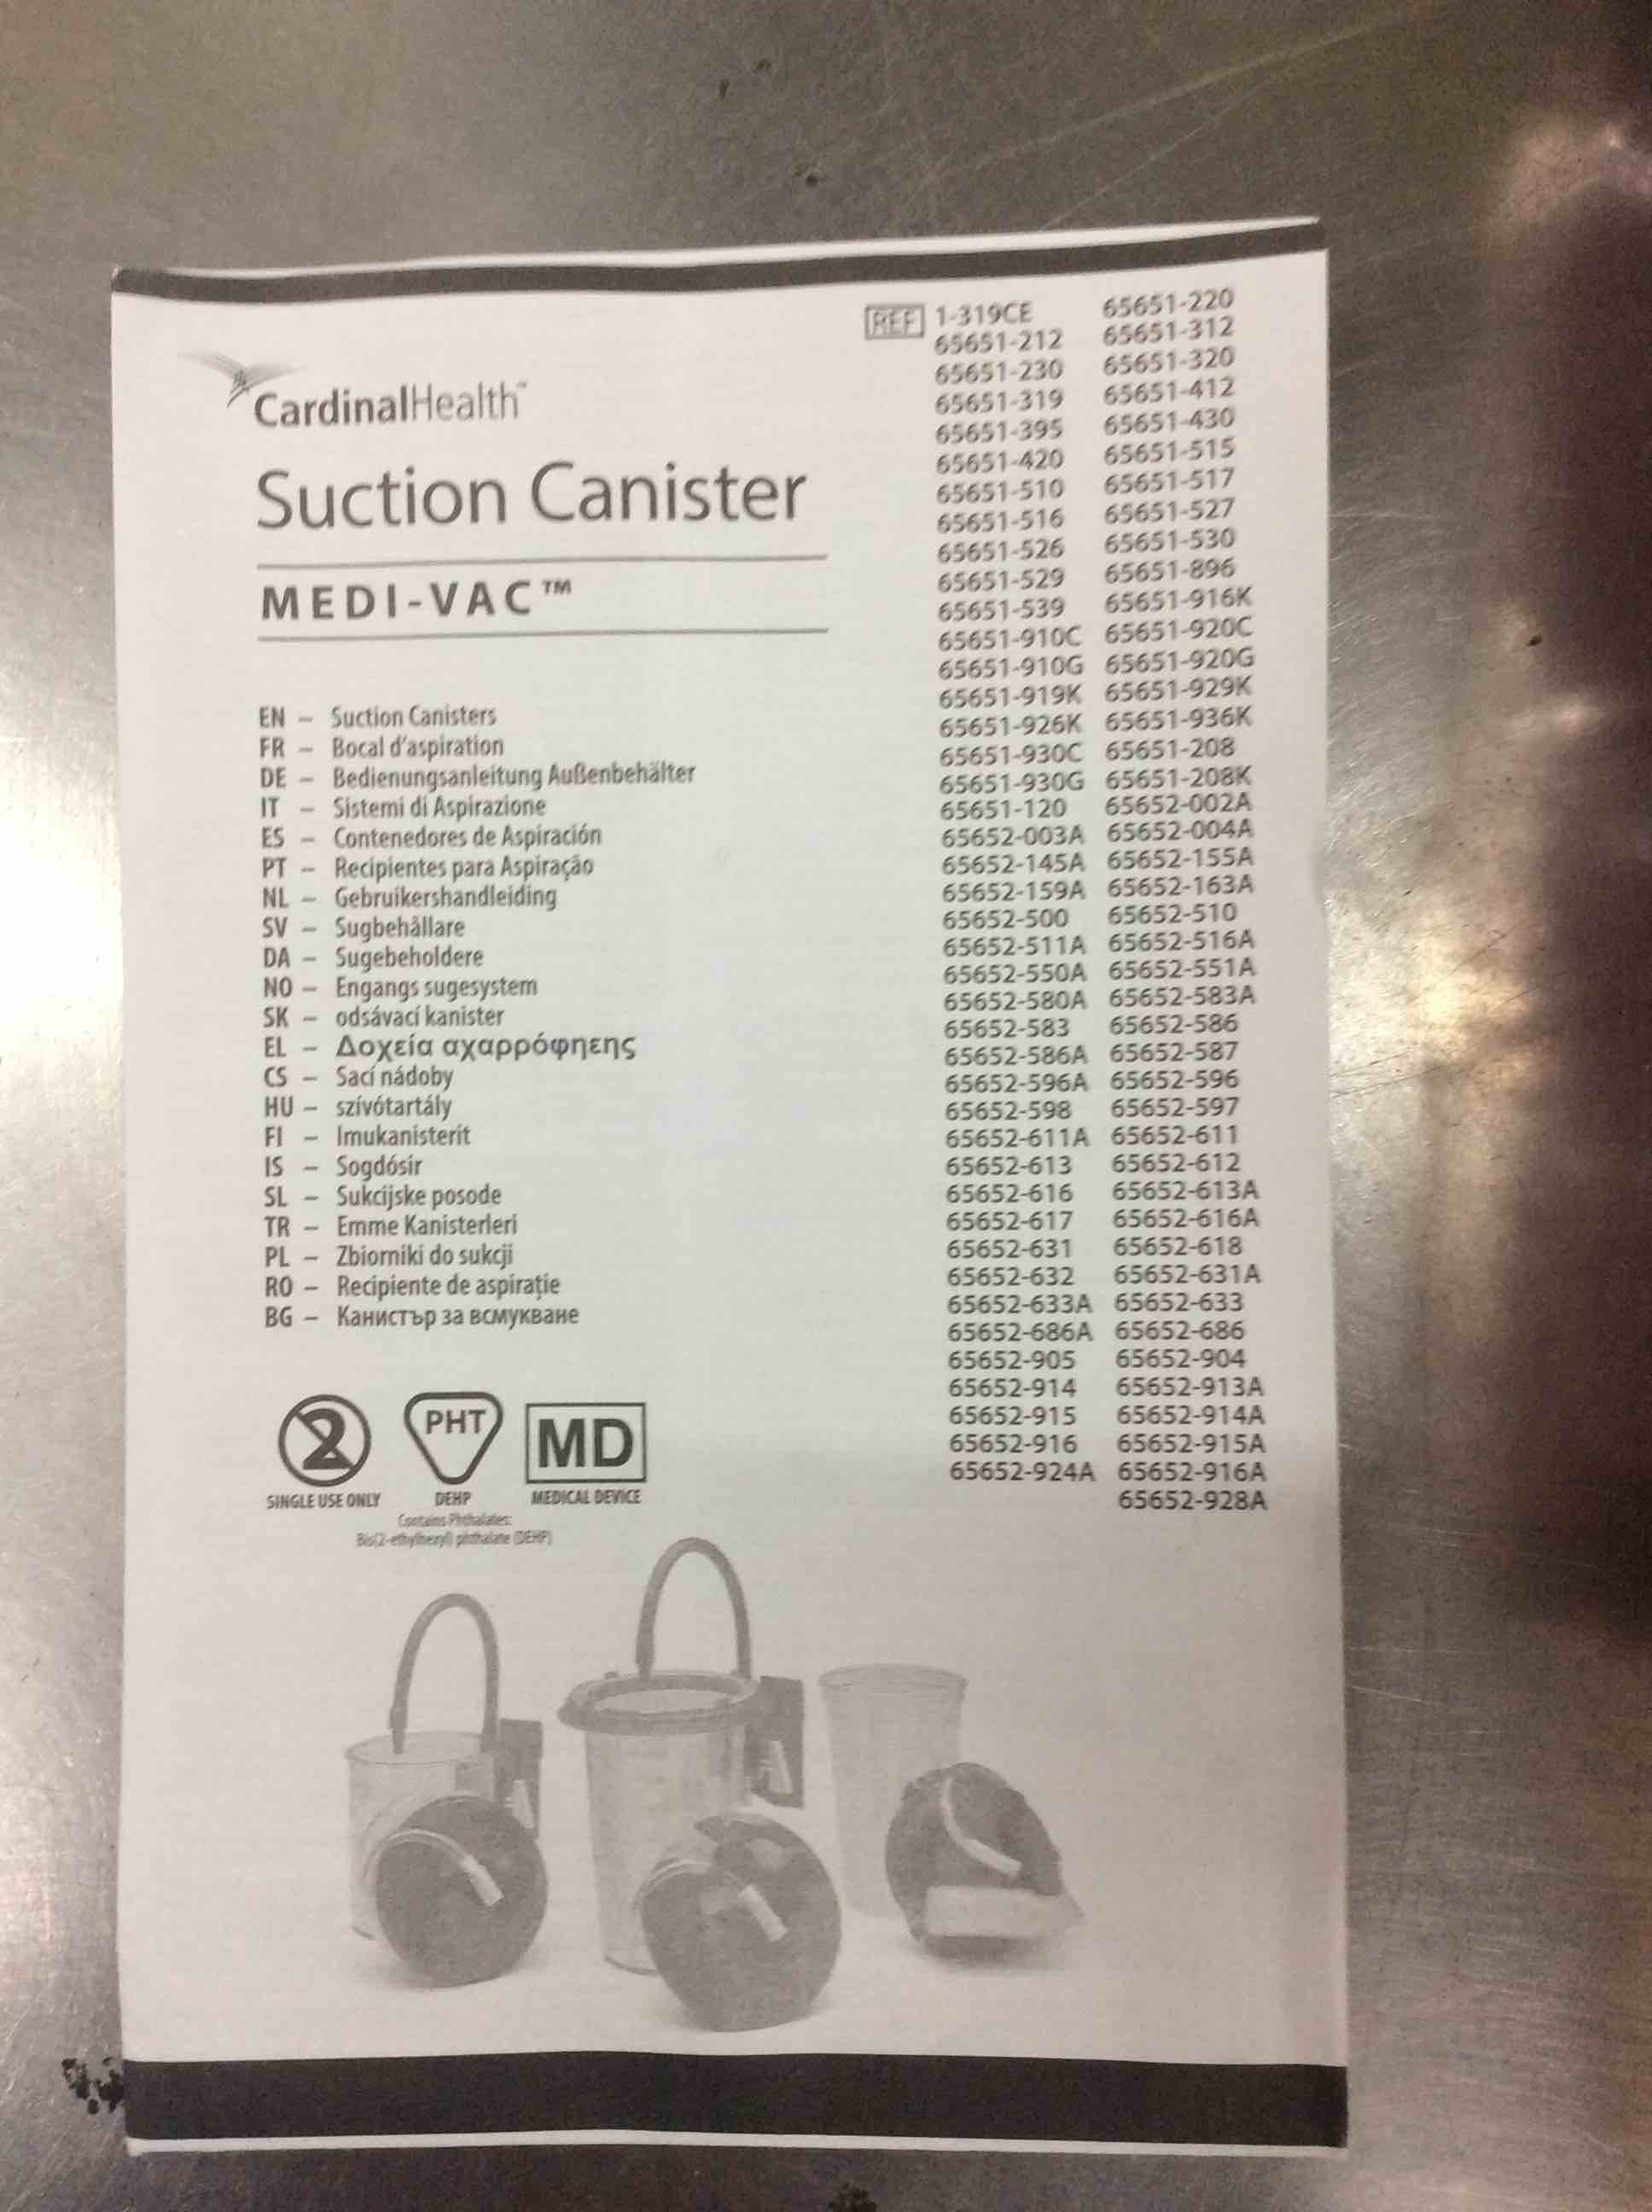 CardinalHealth™
Suction Canister
MEDI-VAC™
EN – Suction Canisters
FR – Bocal d'aspiration
DE – Bedienungsanleitung Außenbehälter
IT – Sistemi di Aspirazione
ES – Contenedores de Aspiración
PT – Recipientes para Aspiração
NL – Gebruikershandleiding
SV – Sugbehållare
DA – Sugebeholdere
NO – Engangs sugesystem
SK – odsávací kanister
EL – Δοχεία αχαρρόφηεης
CS – Sací nádoby
HU – szívótartály
FI – Imukanisterit
IS – Sogdósir
SL – Sukcijske posode
TR – Emme Kanisterleri
PL – Zbiorniki do sukcji
RO – Recipiente de aspirație
BG – Канистър за всмукване
2
SINGLE USE ONLY
PHT
DEHP
Contains Phthalates:
Bis(2-ethylhexyl) phthalate (DEHP)
MD
MEDICAL DEVICE
REF 1-319CE 65651-220
65651-212 65651-312
65651-230 65651-320
65651-319 65651-412
65651-395 65651-430
65651-420 65651-515
65651-510 65651-517
65651-516 65651-527
65651-526 65651-530
65651-529 65651-896
65651-539 65651-916K
65651-910C 65651-920C
65651-910G 65651-920G
65651-919K 65651-929K
65651-926K 65651-936K
65651-930C 65651-208
65651-930G 65651-208K
65651-120 65652-002A
65652-003A 65652-004A
65652-145A 65652-155A
65652-159A 65652-163A
65652-500 65652-510
65652-511A 65652-516A
65652-550A 65652-551A
65652-580A 65652-583A
65652-583 65652-586
65652-586A 65652-587
65652-596A 65652-596
65652-598 65652-597
65652-611A 65652-611
65652-613 65652-612
65652-616 65652-613A
65652-617 65652-616A
65652-631 65652-618
65652-632 65652-631A
65652-633A 65652-633
65652-686A 65652-686
65652-905 65652-904
65652-914 65652-913A
65652-915 65652-914A
65652-916 65652-915A
65652-924A 65652-916A
65652-928A